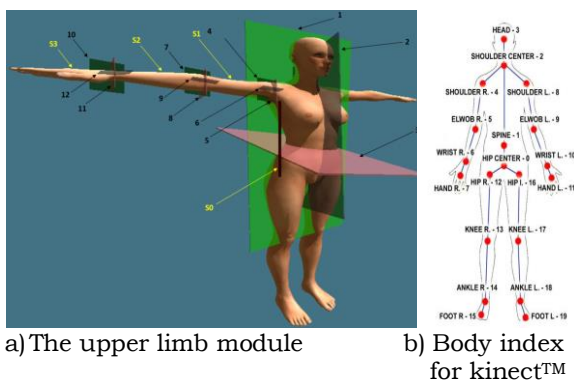 1
2
4
7
10
S1
S2
S3
12
11
9
8
6
5
S0
HEAD - 3
SHOULDER CENTER - 2
SHOULDER R. - 4
SHOULDER L. - 8
ELWOB R. - 5
ELWOB L. - 9
SPINE - 1
WRIST R. - 6
HIP CENTER - 0
WRIST L. - 10
HAND R. - 7
HIP R. - 12
HIP l. - 16
HAND L. - 11
KNEE R. - 13
KNEE L. - 17
ANKLE R - 14
ANKLE L. - 18
FOOT R - 15
FOOT L - 19
a) The upper limb module
b) Body index
for kinect™